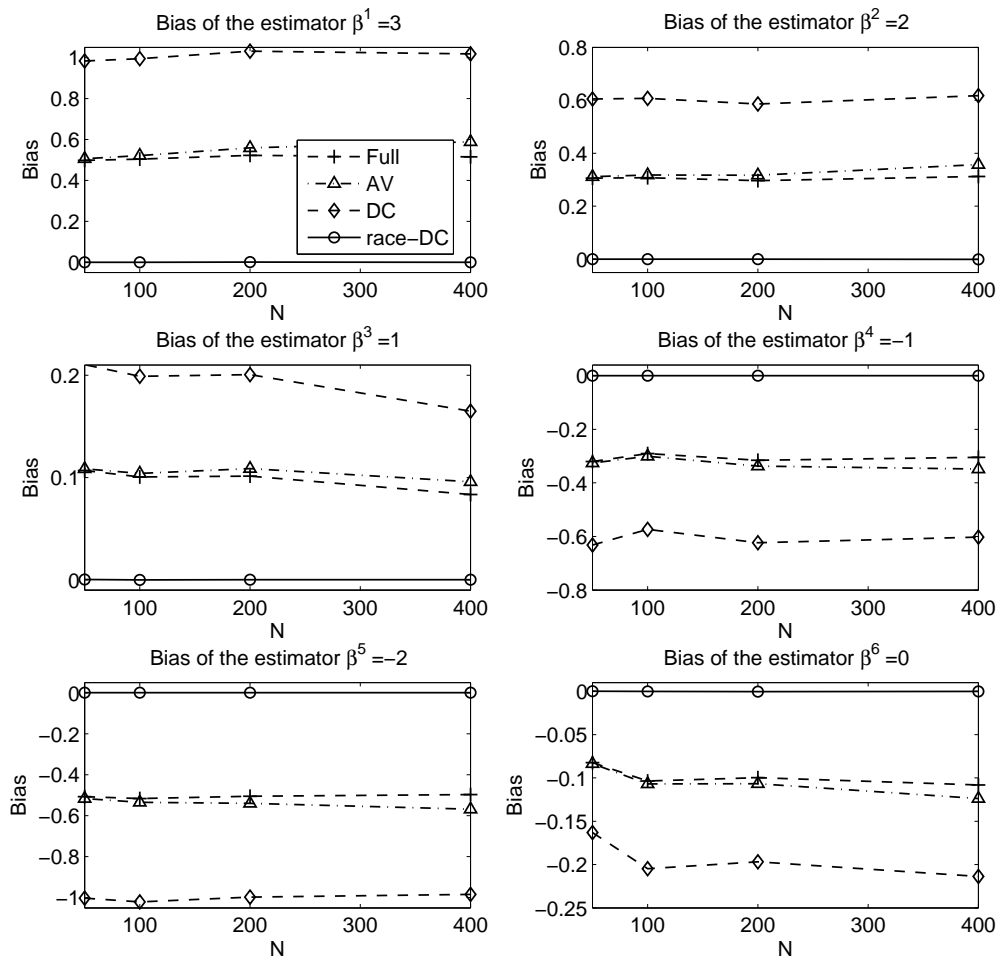 Bias of the estimator β^1 =3
1
0.8
0.6
0.4
0.2
0
Bias
100
200
300
400
N
Full
AV
DC
race−DC
Bias of the estimator β^2 =2
0.8
0.6
0.4
0.2
0
Bias
100
200
300
400
N
Bias of the estimator β^3 =1
0.2
0.1
0
Bias
100
200
300
400
N
Bias of the estimator β^4 =−1
0
−0.2
−0.4
−0.6
−0.8
Bias
100
200
300
400
N
Bias of the estimator β^5 =−2
0
−0.2
−0.4
−0.6
−0.8
−1
Bias
100
200
300
400
N
Bias of the estimator β^6 =0
0
−0.05
−0.1
−0.15
−0.2
−0.25
Bias
100
200
300
400
N